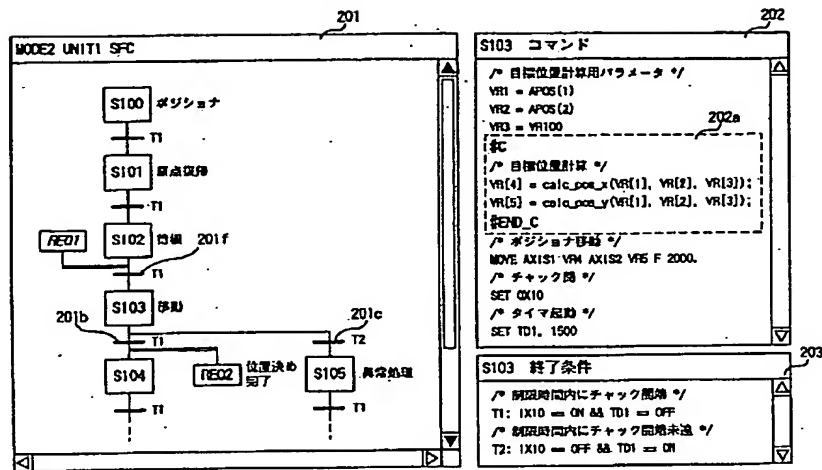 201
MODE2 UNIT1 SFC
S100 ポジショナ
T1
S101 原点復帰
T1
S102 待機
RE01
201f
T1
S103 移動
201b
201c
T1
T2
S104
RE02 位置決め
完了
S105 異常処理
T1
T1
202
S103 コマンド
/* 目標位置計算用パラメータ */
VR1 = APOS(1)
VR2 = APOS(2)
VR3 = VR100
202a
#C
/* 目標位置計算 */
VR[4] = calc_pos_x(VR[1], VR[2], VR[3]);
VR[5] = calc_pos_y(VR[1], VR[2], VR[3]);
#END_C
/* ポジショナ移動 */
MOVE AXIS1 VR4 AXIS2 VR5 F 2000.
/* チャック閉 */
SET OX10
/* タイマ起動 */
SET TD1, 1500
203
S103 終了条件
/* 制限時間内にチャック閉端 */
T1: IX10 == ON && TD1 == OFF
/* 制限時間内にチャック閉端未達 */
T2: IX10 == OFF && TD1 == ON